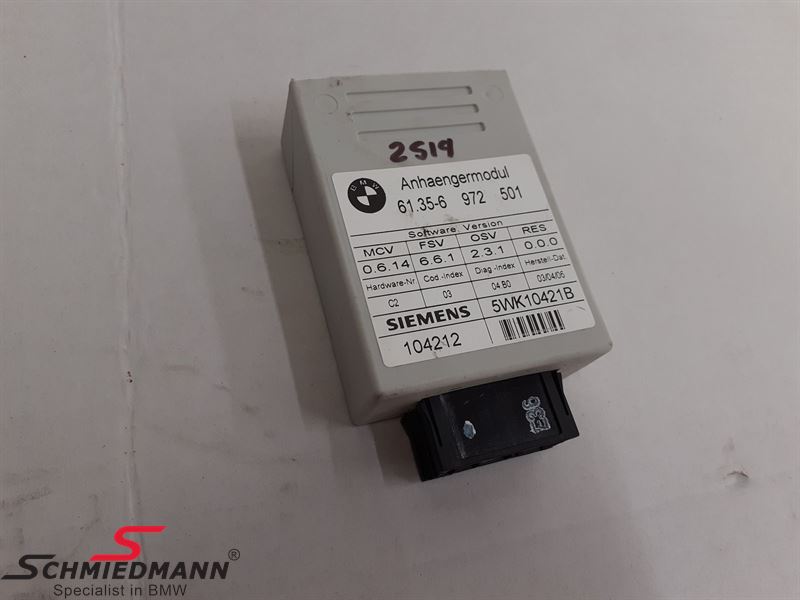 2519
BMW
Anhaengermodul
61.35-6 972 501
Software Version
MCV FSV OSV RES
0.6.14 6.6.1 2.3.1 0.0.0
Hardware-Nr Cod.-Index Diag.-Index Herstell-Dat.
C2 03 04 B0 03/04/06
SIEMENS 5WK10421B
104212
SCHMIEDMANN®
Specialist in BMW